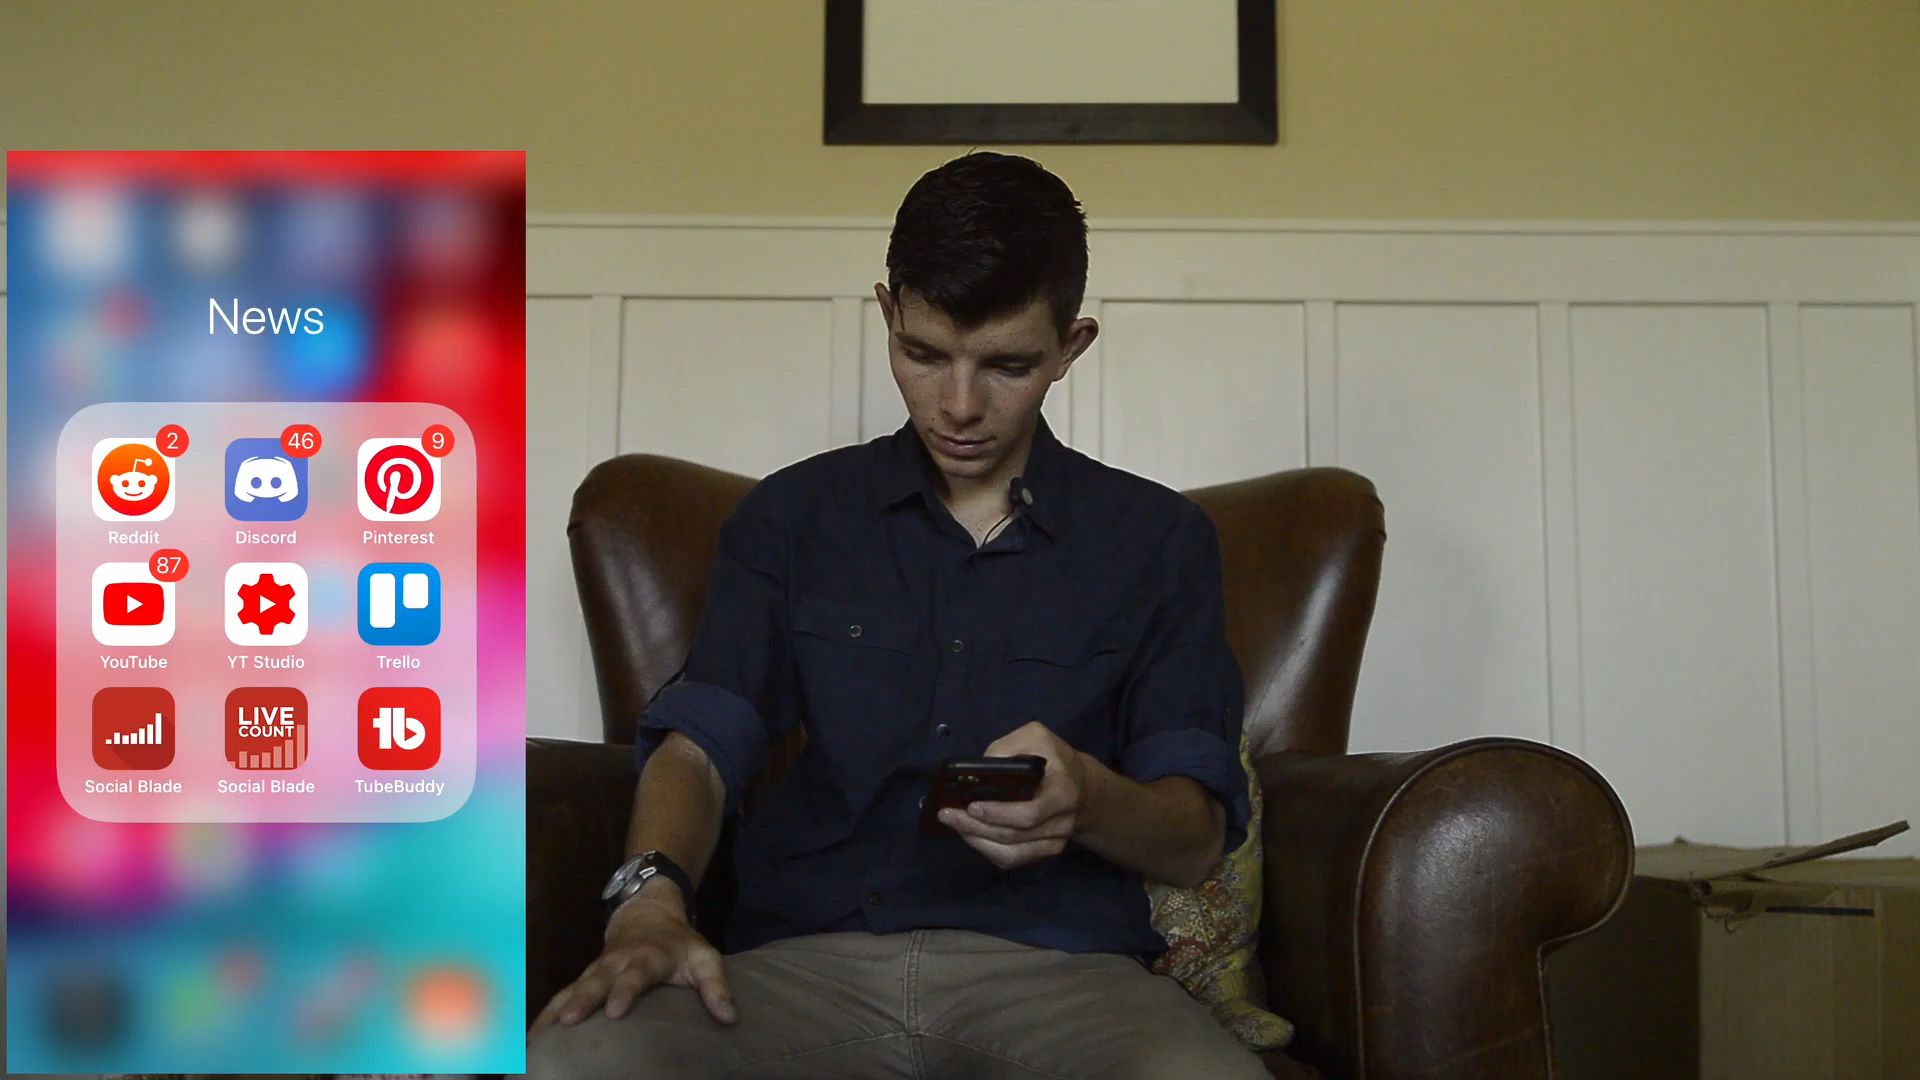 News
2
46
9
Reddit
Discord
Pinterest
87
YouTube
YT Studio
Trello
LIVE
COUNT
Social Blade
Social Blade
TubeBuddy